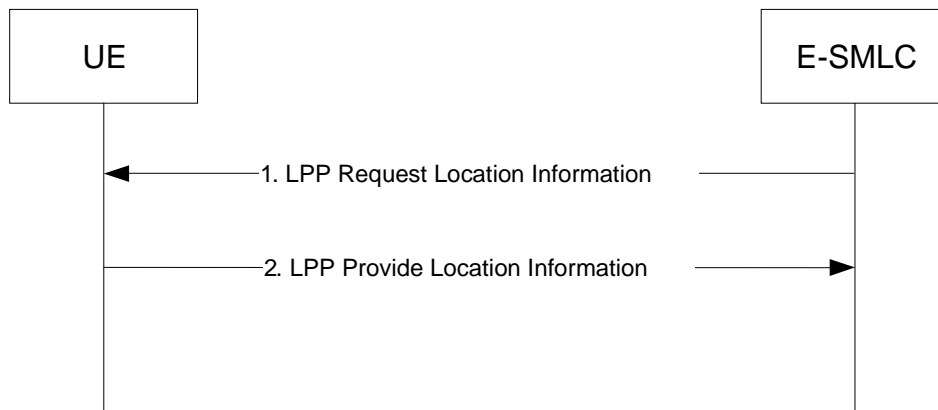 UE
E-SMLC
1. LPP Request Location Information
2. LPP Provide Location Information